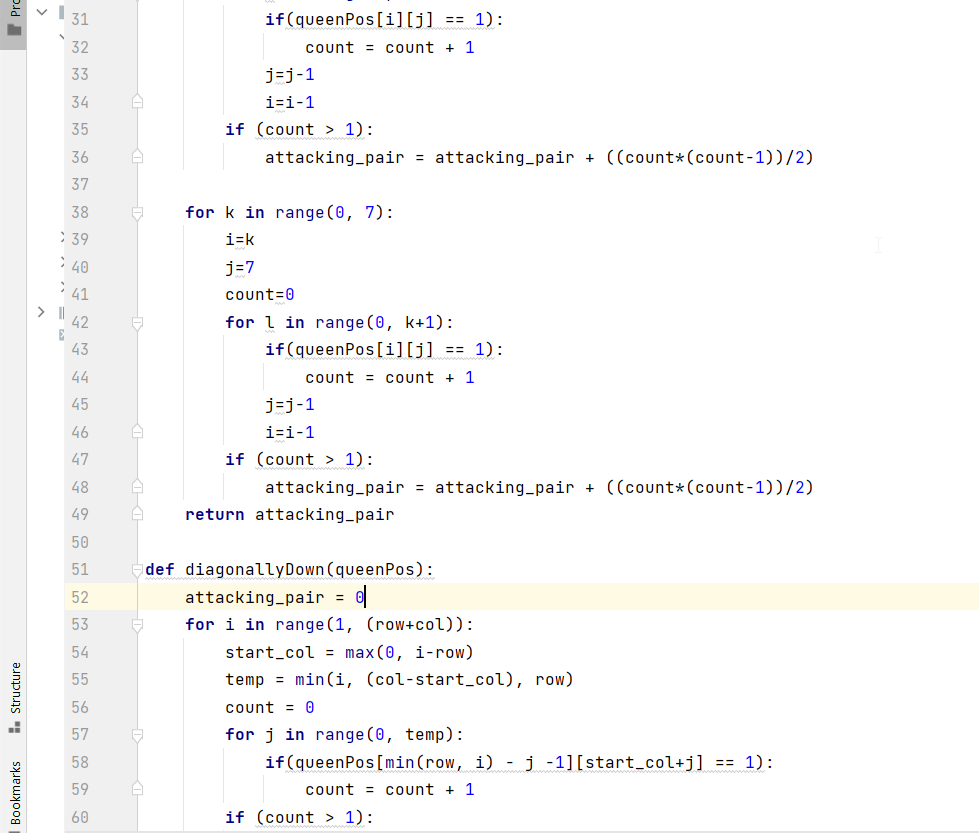 31 if(queenPos[i][j] == 1):
32 count = count + 1
33 j=j-1
34 i=i-1
35 if (count > 1):
36 attacking_pair = attacking_pair + ((count*(count-1))/2)
37
38 for k in range(0, 7):
39 i=k
40 j=7
41 count=0
42 for l in range(0, k+1):
43 if(queenPos[i][j] == 1):
44 count = count + 1
45 j=j-1
46 i=i-1
47 if (count > 1):
48 attacking_pair = attacking_pair + ((count*(count-1))/2)
49 return attacking_pair
50
51 def diagonallyDown(queenPos):
52 attacking_pair = 0
53 for i in range(1, (row+col)):
54 start_col = max(0, i-row)
55 temp = min(i, (col-start_col), row)
56 count = 0
57 for j in range(0, temp):
58 if(queenPos[min(row, i) - j -1][start_col+j] == 1):
59 count = count + 1
60 if (count > 1):
Structure
Bookmarks